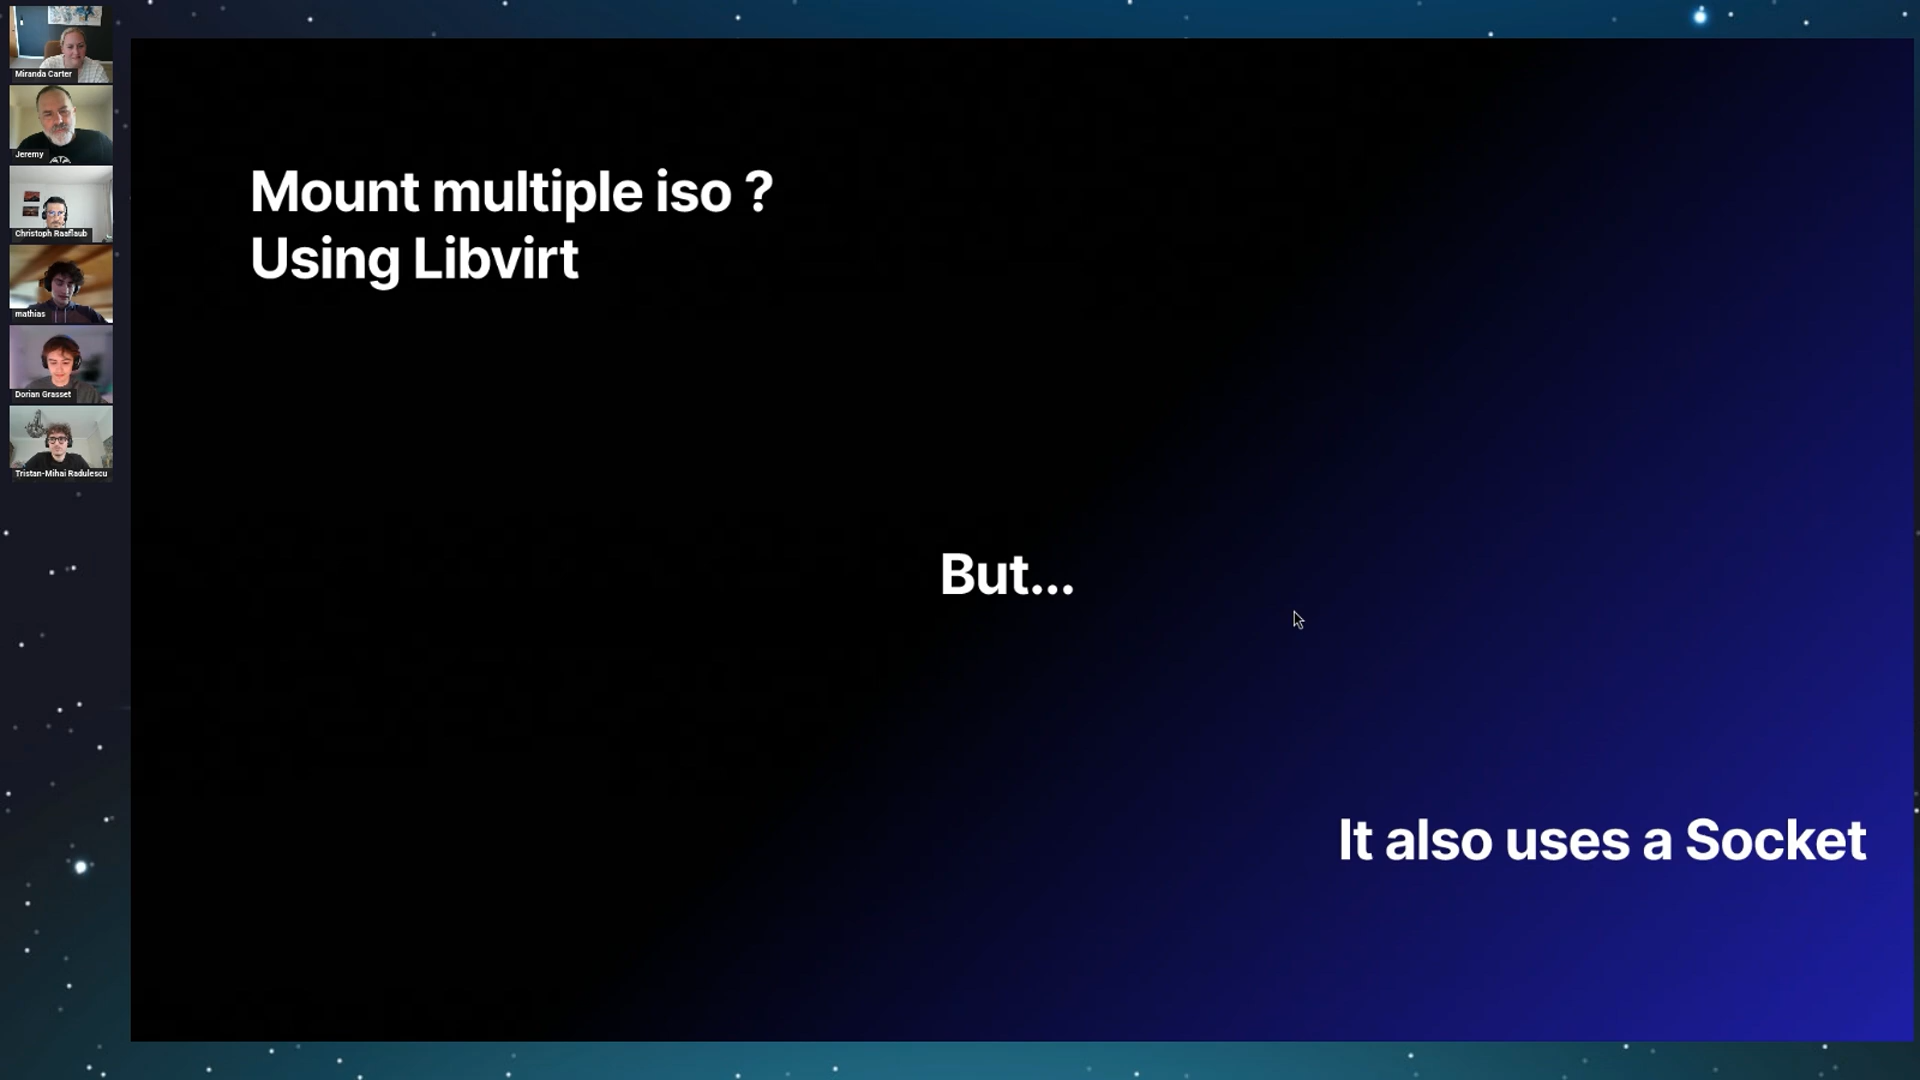 Miranda Carter
Jeremy
Christoph Raaflaub
mathias
Dorian Grasset
Tristan-Mihai Radulescu
Mount multiple iso ?
Using Libvirt
But...
It also uses a Socket